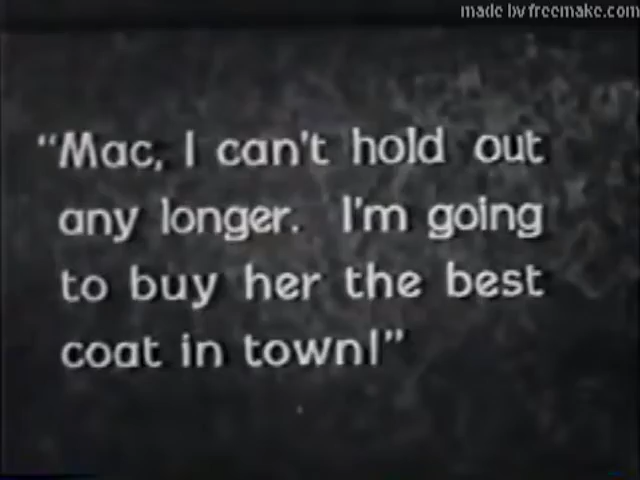 made by freemake.com
"Mac, I can't hold out
any longer. I'm going
to buy her the best
coat in town!"